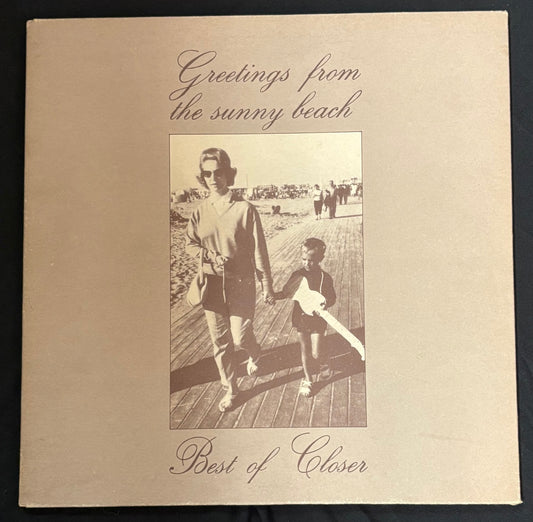 Greetings from
the sunny beach
Best of Closer